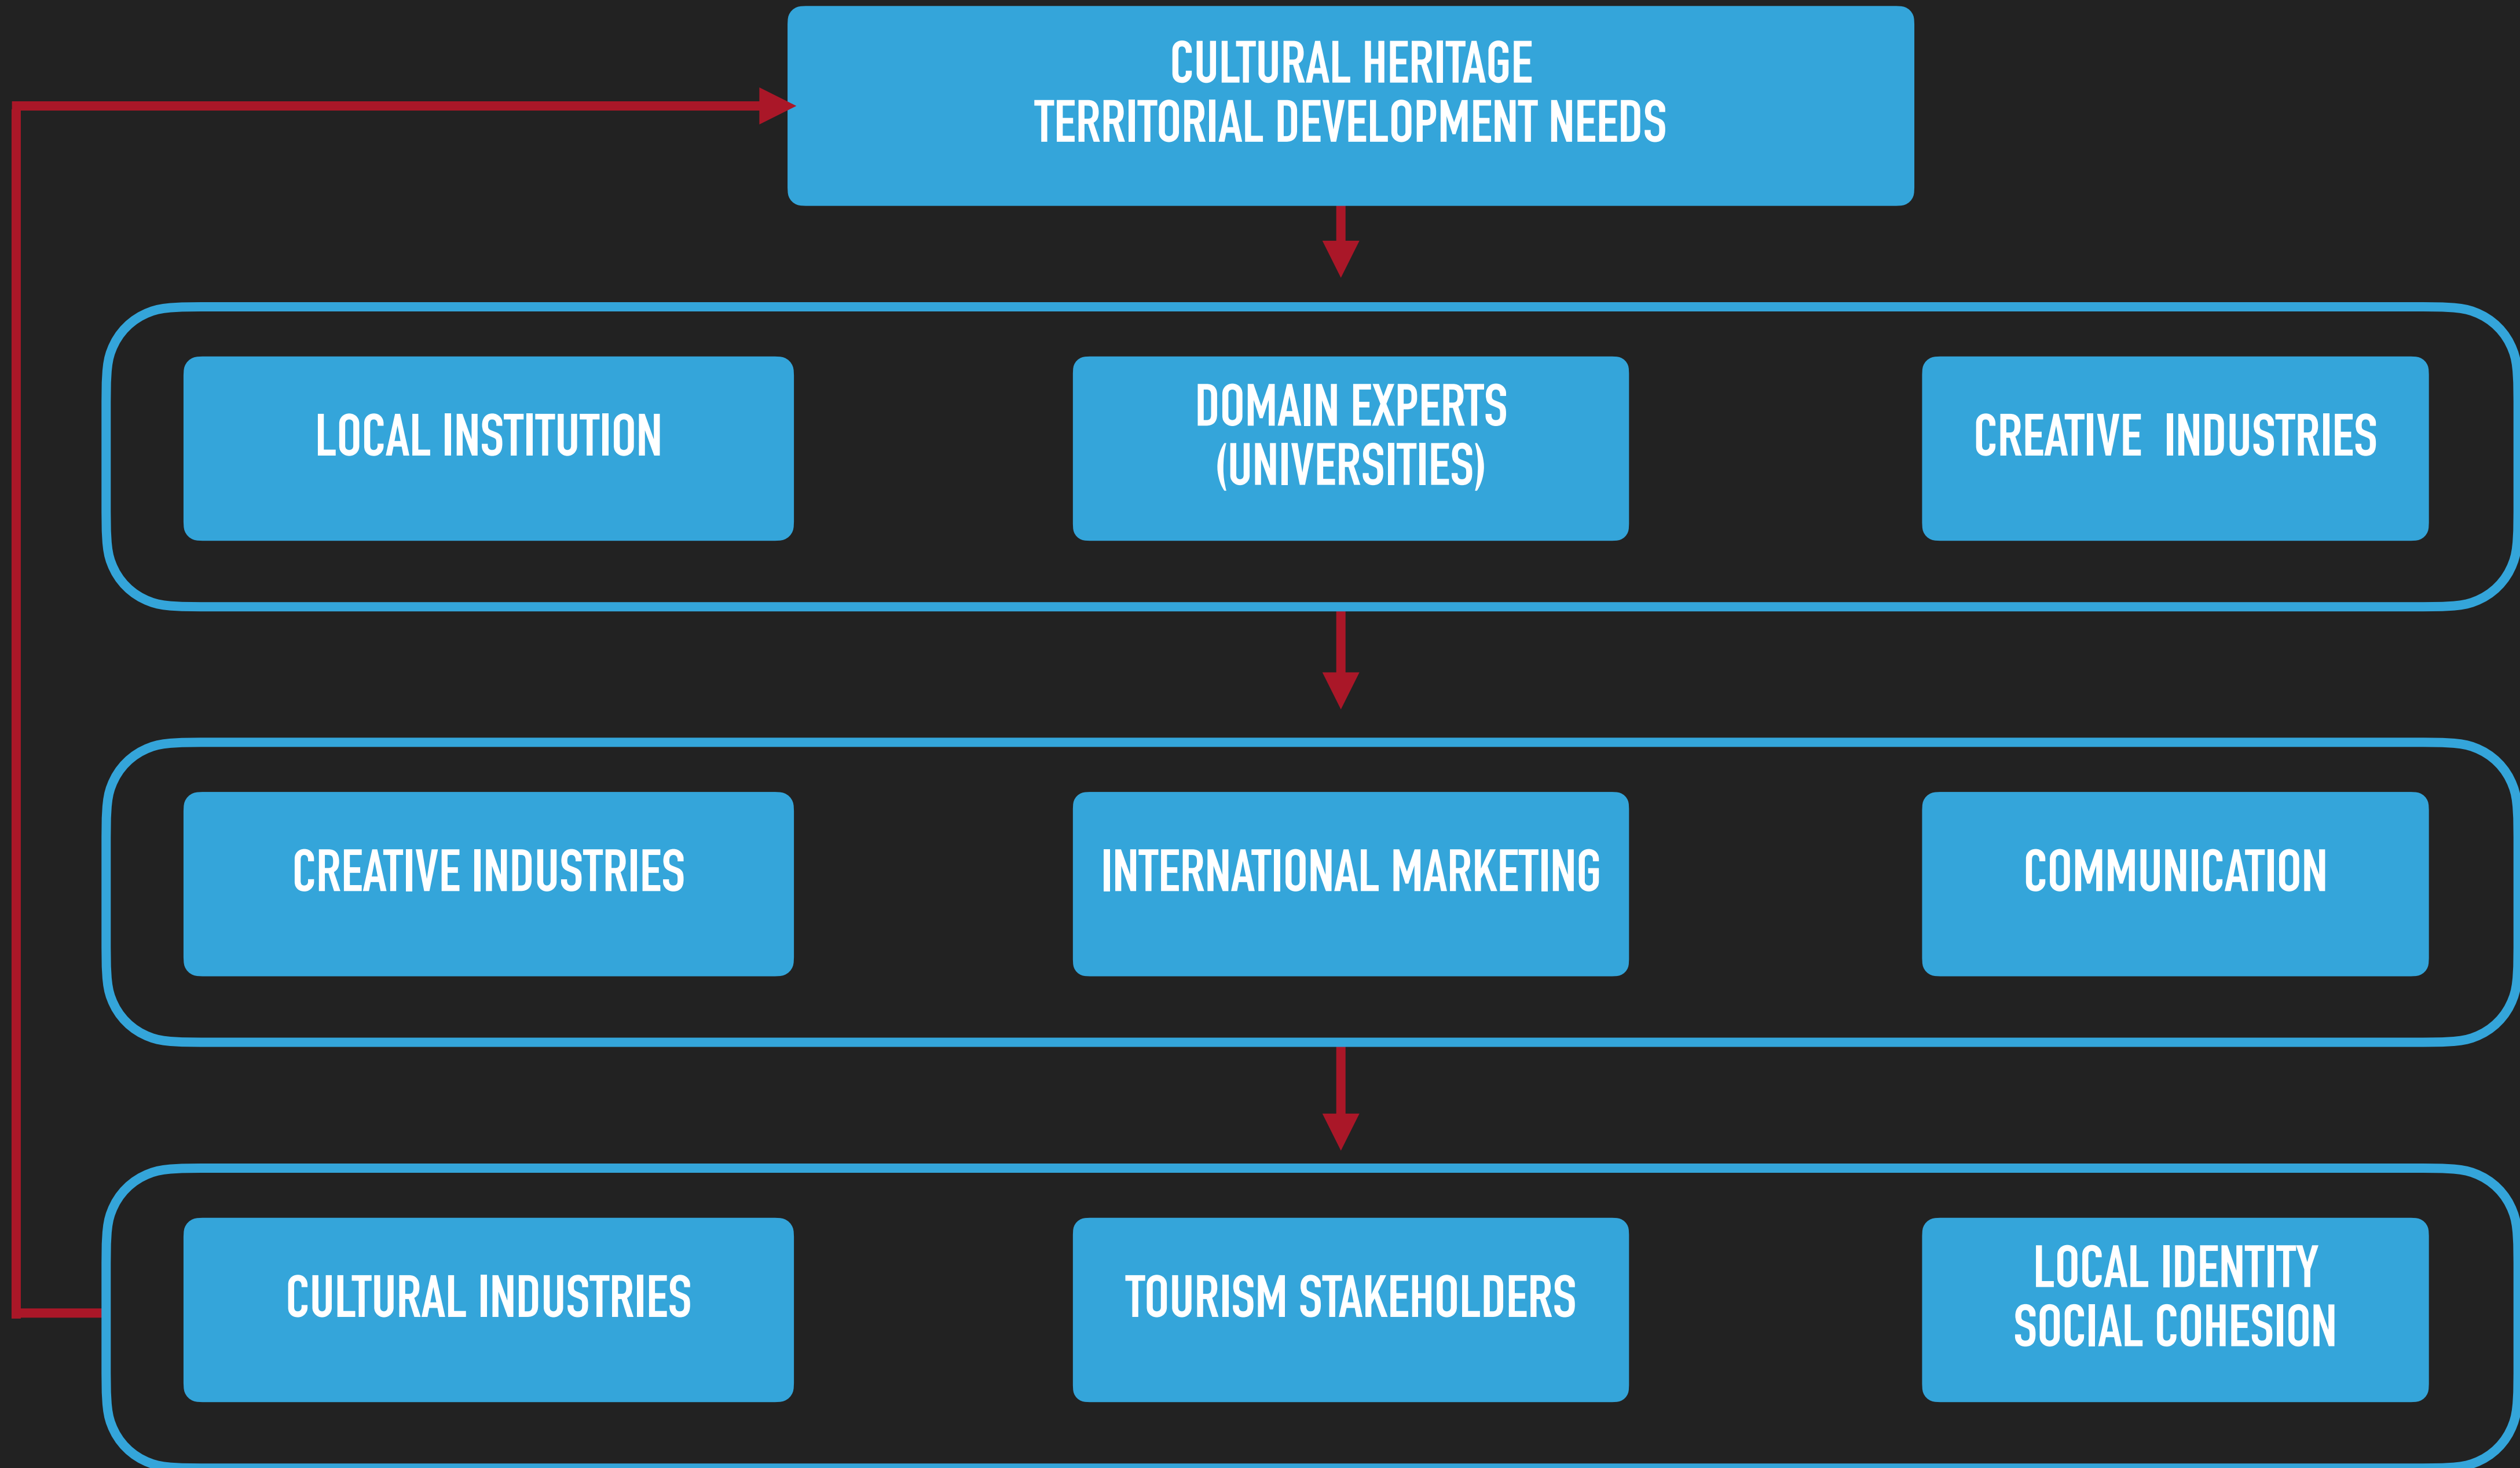 CULTURAL HERITAGE
TERRITORIAL DEVELOPMENT NEEDS
LOCAL INSTITUTION
DOMAIN EXPERTS
(UNIVERSITIES)
CREATIVE INDUSTRIES
CREATIVE INDUSTRIES
INTERNATIONAL MARKETING
COMMUNICATION
CULTURAL INDUSTRIES
TOURISM STAKEHOLDERS
LOCAL IDENTITY
SOCIAL COHESION